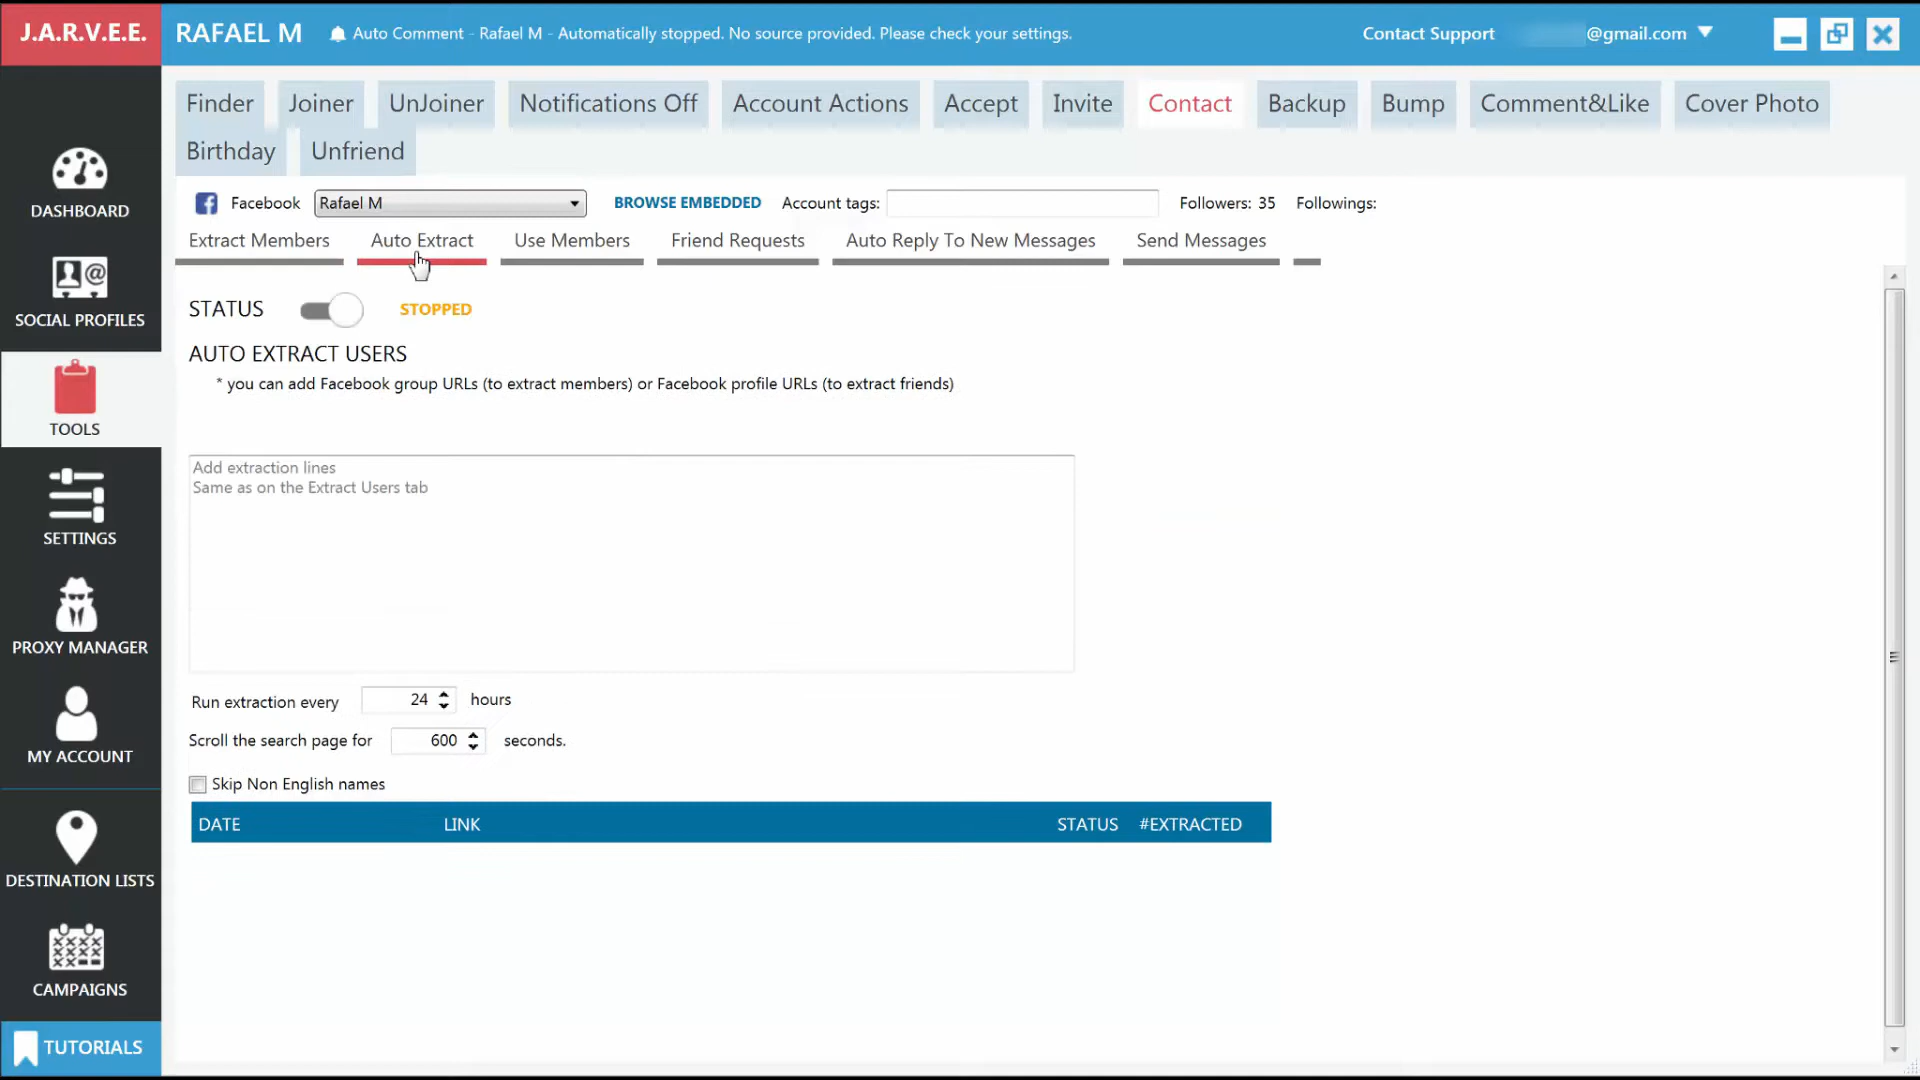 J.A.R.V.E.E. RAFAEL M Auto Comment - Rafael M - Automatically stopped. No source provided. Please check your settings. Contact Support @gmail.com
Finder Joiner UnJoiner Notifications Off Account Actions Accept Invite Contact Backup Bump Comment&Like Cover Photo
Birthday Unfriend
Facebook Rafael M BROWSE EMBEDDED Account tags: Followers: 35 Followings:
Extract Members Auto Extract Use Members Friend Requests Auto Reply To New Messages Send Messages
STATUS STOPPED
AUTO EXTRACT USERS
* you can add Facebook group URLs (to extract members) or Facebook profile URLs (to extract friends)
Add extraction lines
Same as on the Extract Users tab
Run extraction every 24 hours
Scroll the search page for 600 seconds.
Skip Non English names
DATE LINK STATUS #EXTRACTED
DASHBOARD
SOCIAL PROFILES
TOOLS
SETTINGS
PROXY MANAGER
MY ACCOUNT
DESTINATION LISTS
CAMPAIGNS
TUTORIALS